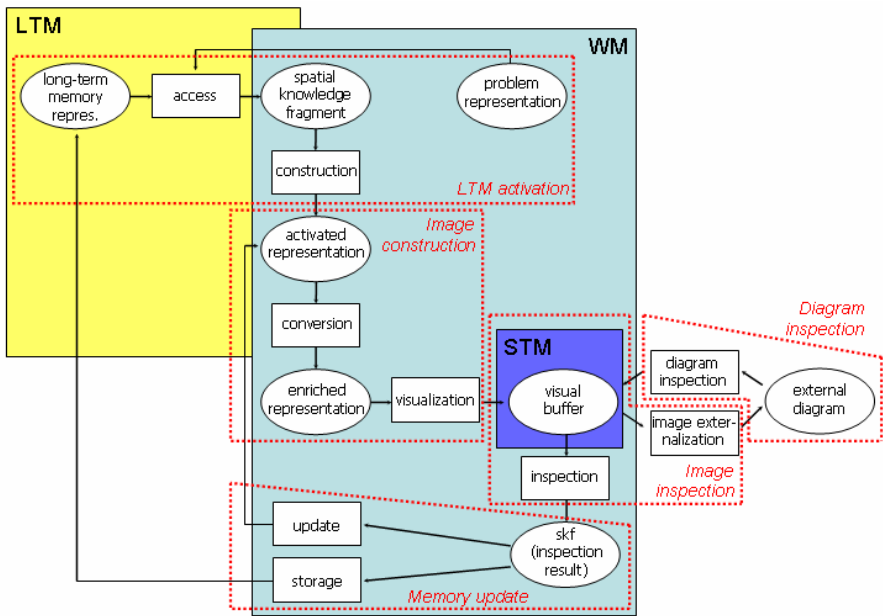 LTM
WM
long-term
memory
repres.
access
spatial
knowledge
fragment
problem
representation
construction
LTM activation
activated
representation
Image
construction
conversion
enriched
representation
visualization
STM
visual
buffer
Diagram
inspection
diagram
inspection
external
diagram
image exter-
nalization
inspection
Image
inspection
update
skf
(inspection
result)
storage
Memory update